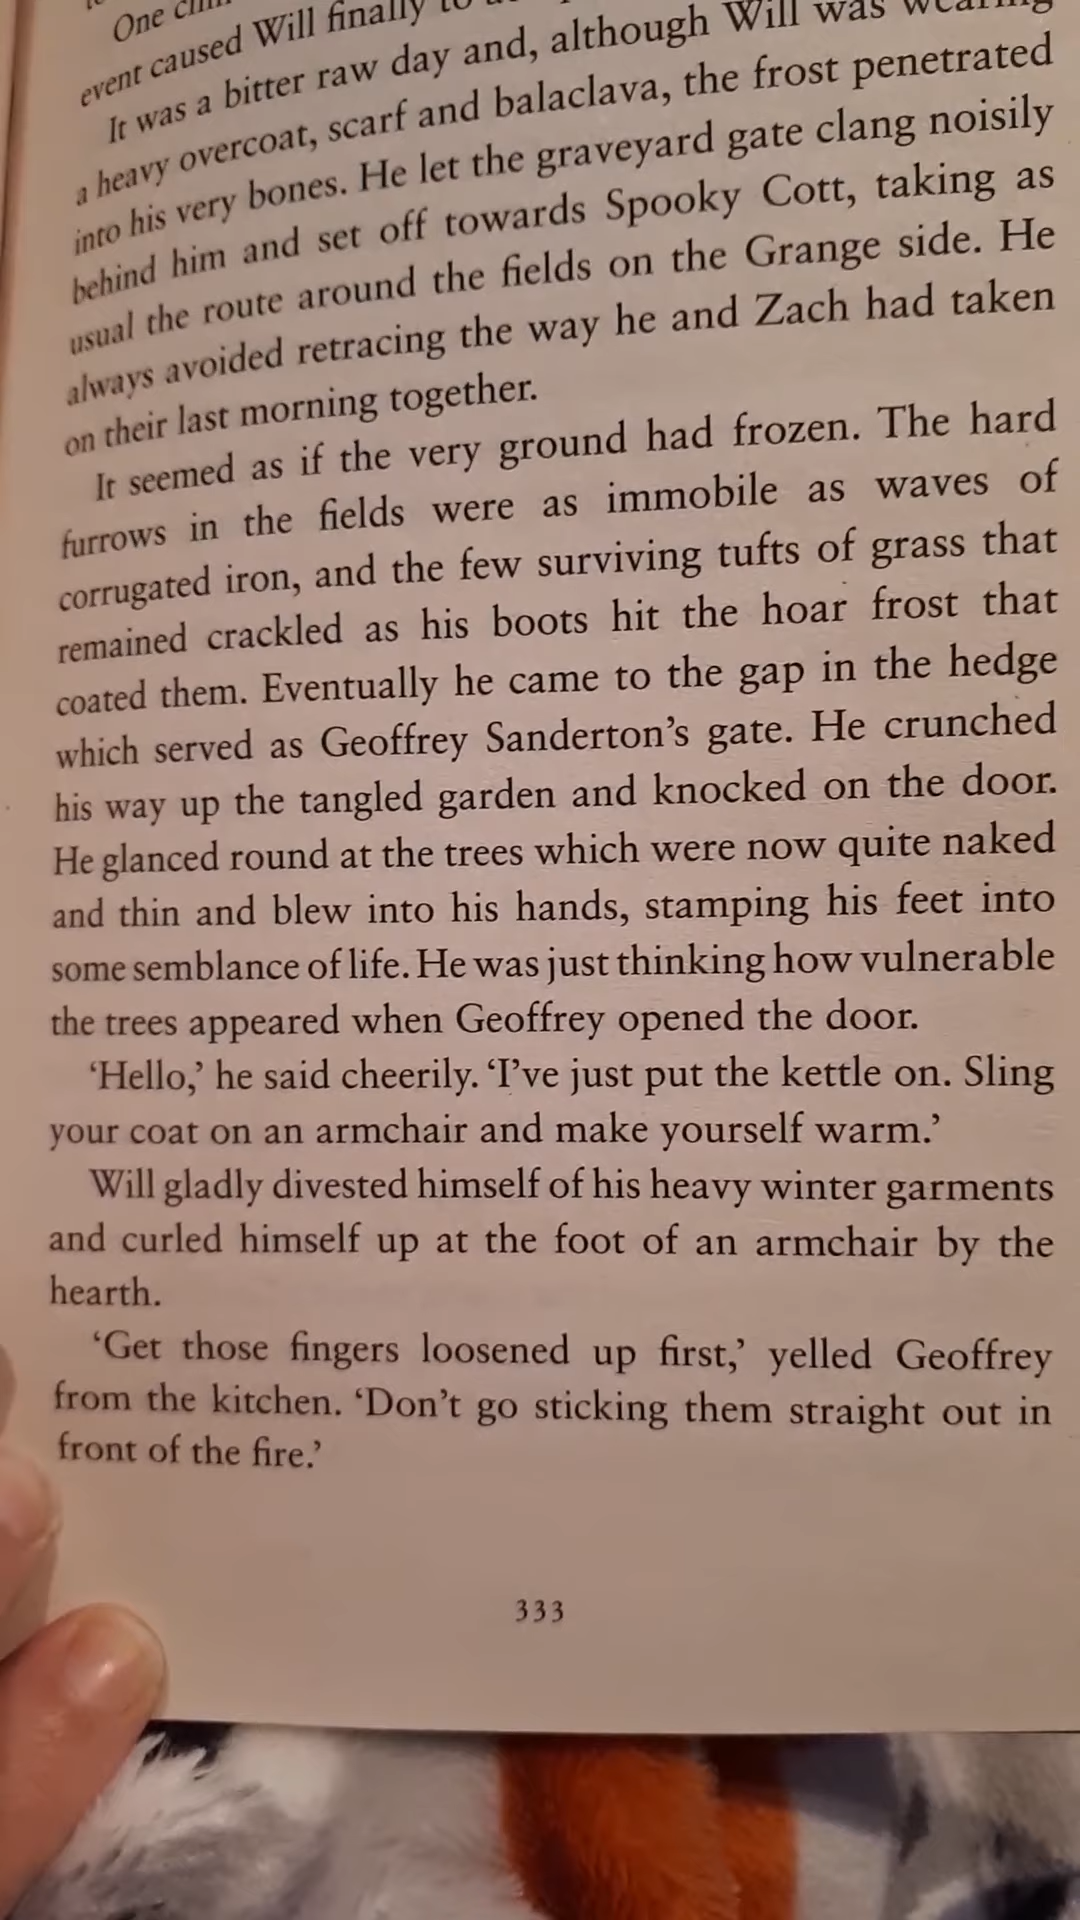 One
event caused Will finally to
It was a bitter raw day and, although Will was wearing
a heavy overcoat, scarf and balaclava, the frost penetrated
into his very bones. He let the graveyard gate clang noisily
behind him and set off towards Spooky Cott, taking as
usual the route around the fields on the Grange side. He
always avoided retracing the way he and Zach had taken
on their last morning together.
It seemed as if the very ground had frozen. The hard
furrows in the fields were as immobile as waves of
corrugated iron, and the few surviving tufts of grass that
remained crackled as his boots hit the hoar frost that
coated them. Eventually he came to the gap in the hedge
which served as Geoffrey Sanderton's gate. He crunched
his way up the tangled garden and knocked on the door.
He glanced round at the trees which were now quite naked
and thin and blew into his hands, stamping his feet into
some semblance of life. He was just thinking how vulnerable
the trees appeared when Geoffrey opened the door.
‘Hello,’ he said cheerily. ‘I’ve just put the kettle on. Sling
your coat on an armchair and make yourself warm.’
Will gladly divested himself of his heavy winter garments
and curled himself up at the foot of an armchair by the
hearth.
‘Get those fingers loosened up first,’ yelled Geoffrey
from the kitchen. ‘Don’t go sticking them straight out in
front of the fire.’
333